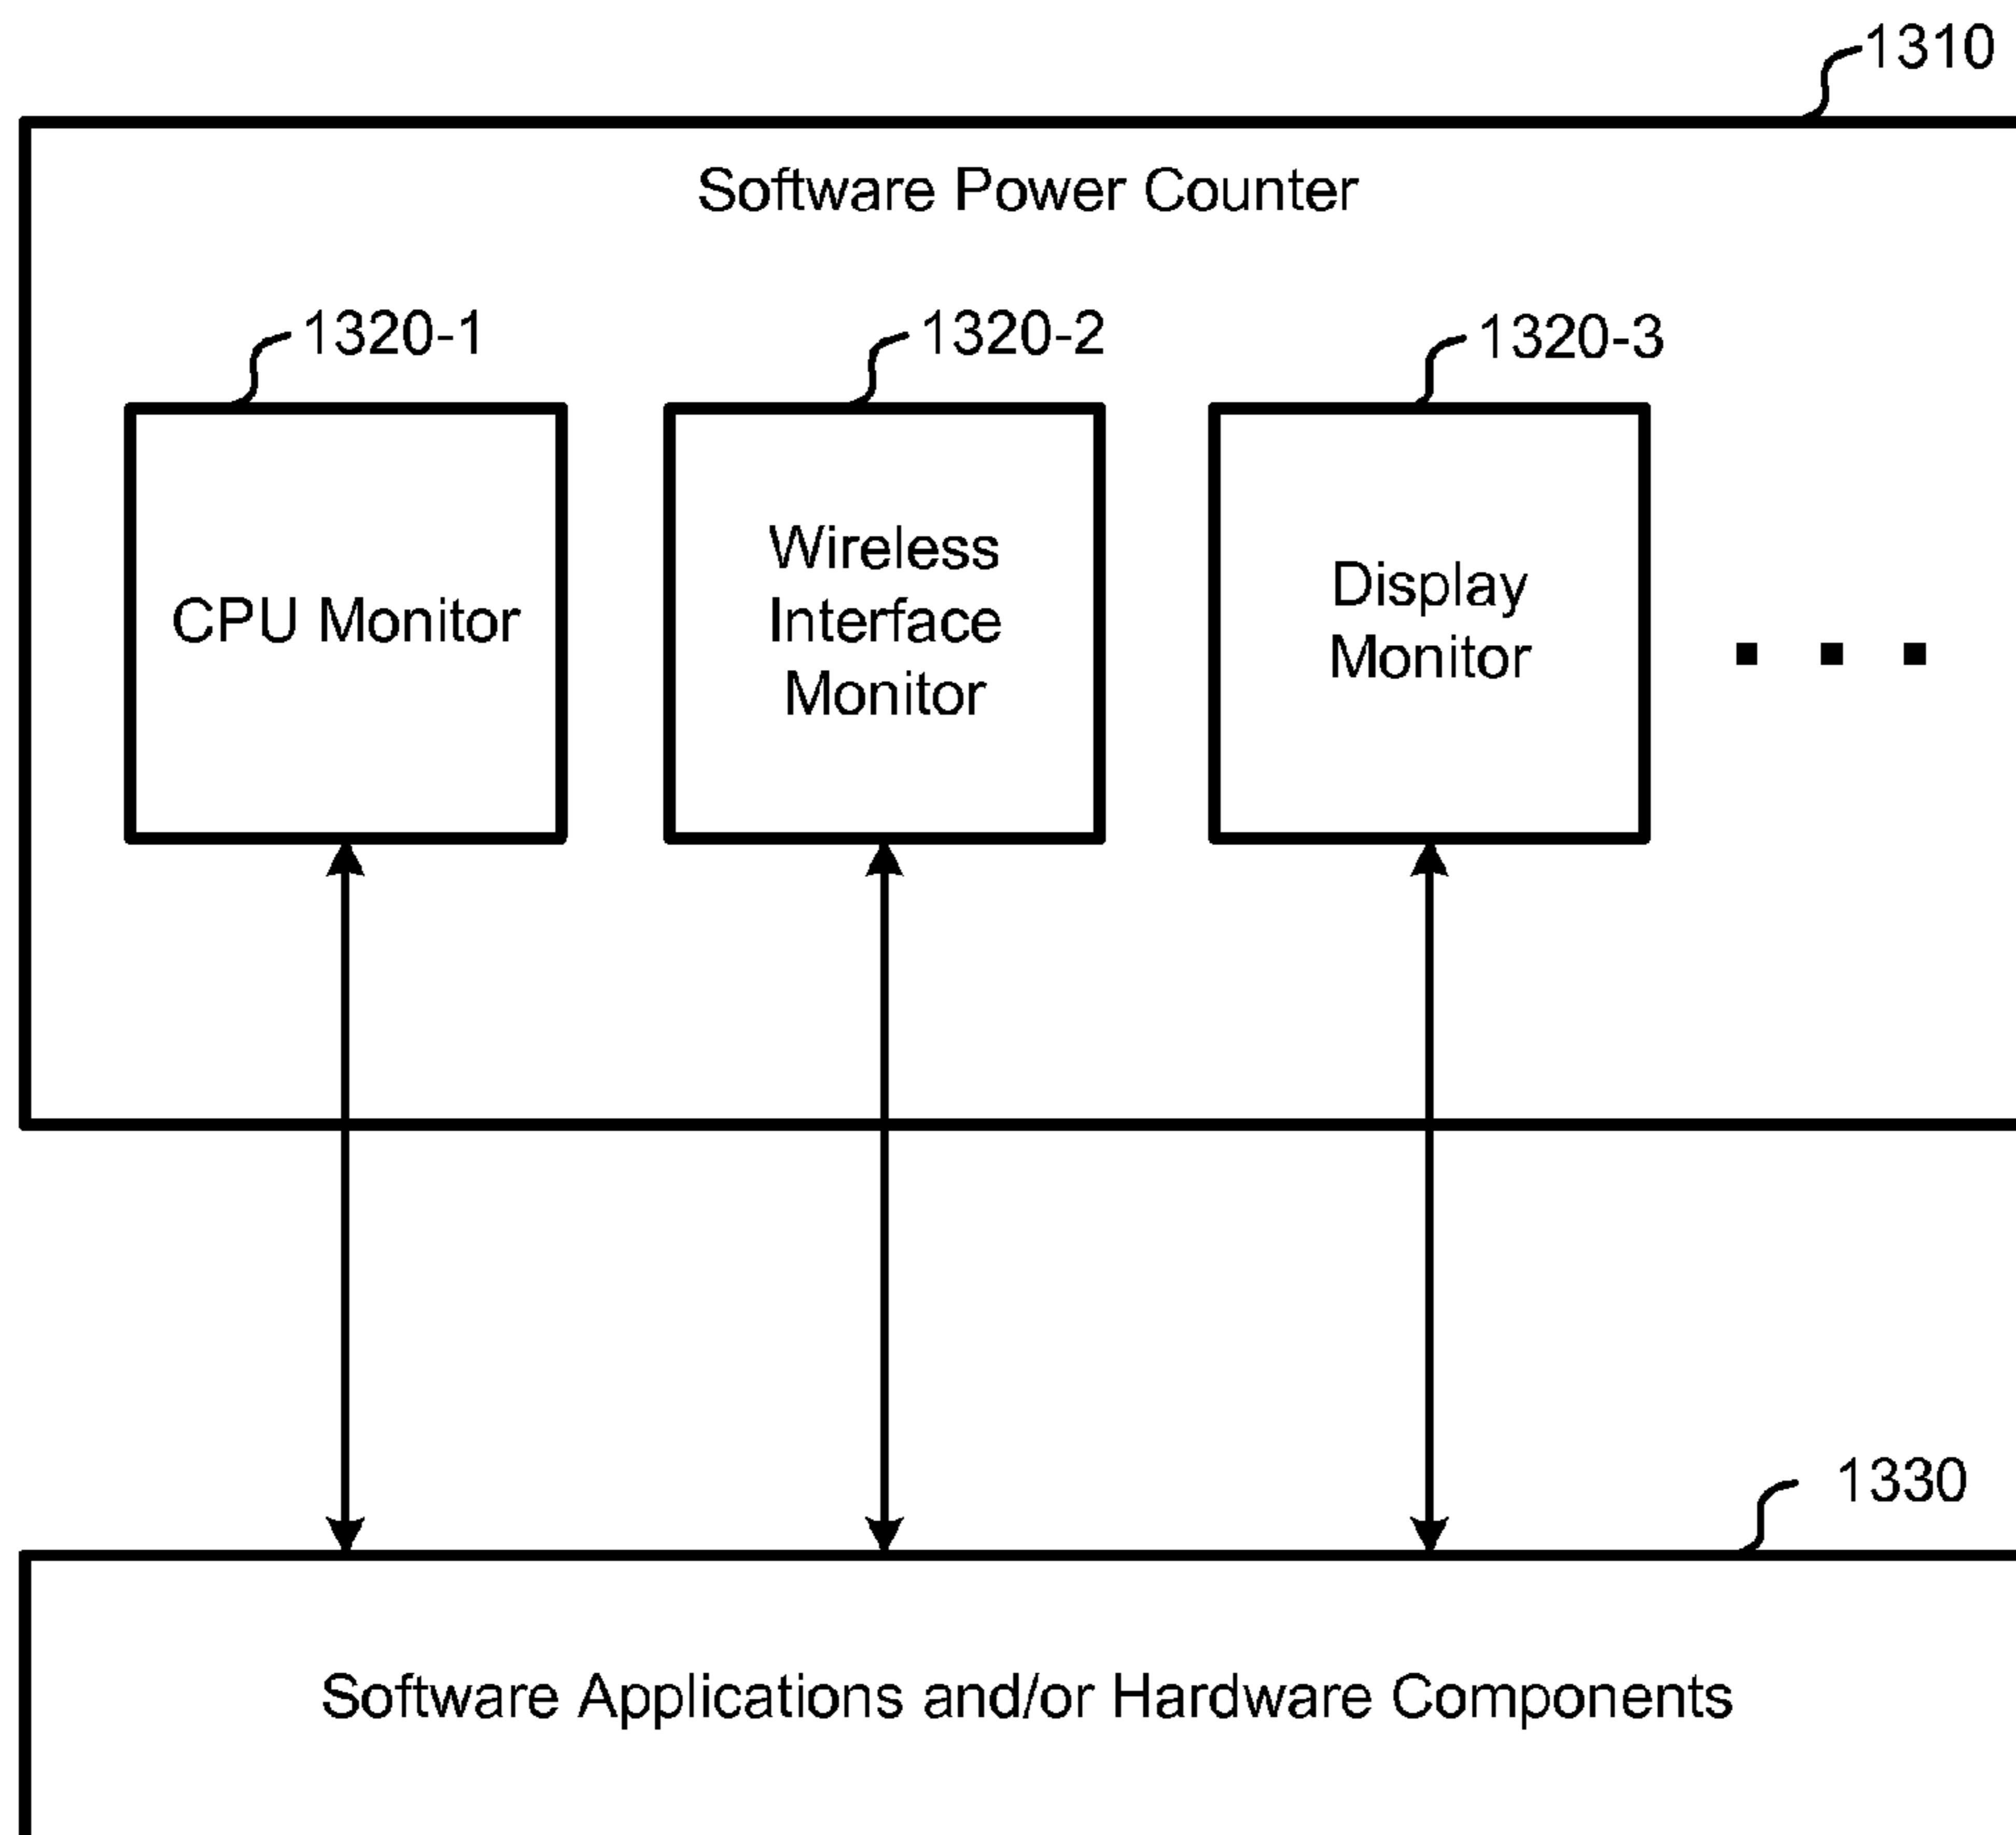 1310
Software Power Counter
1320-1
1320-2
1320-3
CPU Monitor
Wireless
Interface
Monitor
Display
Monitor
. . .
1330
Software Applications and/or Hardware Components